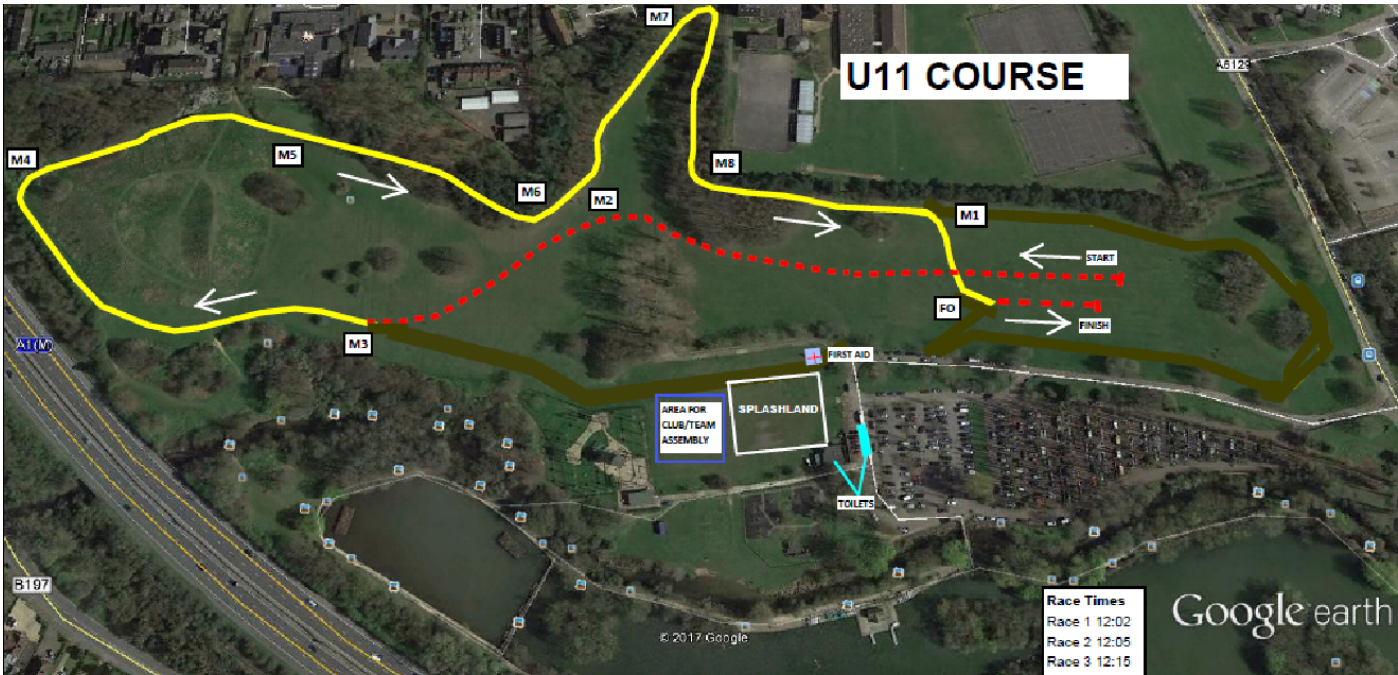 M7
U11 COURSE
A6129
M4
M5
M8
M6
M2
M1
START
FO
FINISH
M3
A1(M)
FIRST AID
AREA FOR
CLUB/TEAM
ASSEMBLY
SPLASHLAND
TOILETS
B197
Race Times
Race 1 12:02
Race 2 12:05
Race 3 12:15
Google earth
© 2017 Google